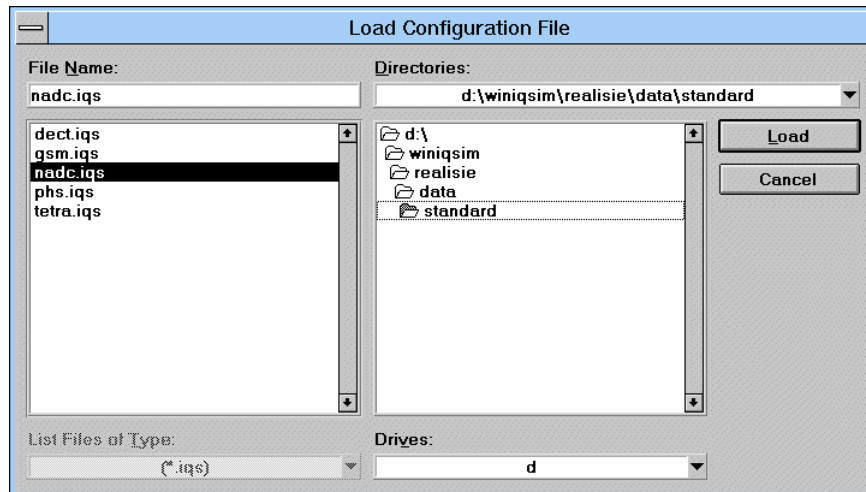 Load Configuration File
File Name:
Directories:
nadc.iqs
d:\winiqsim\realisie\data\standard
dect.iqs
gsm.iqs
nadc.iqs
phs.iqs
tetra.iqs
d:\
winiqsim
realisie
data
standard
Load
Cancel
List Files of Type:
(*.iqs)
Drives:
d